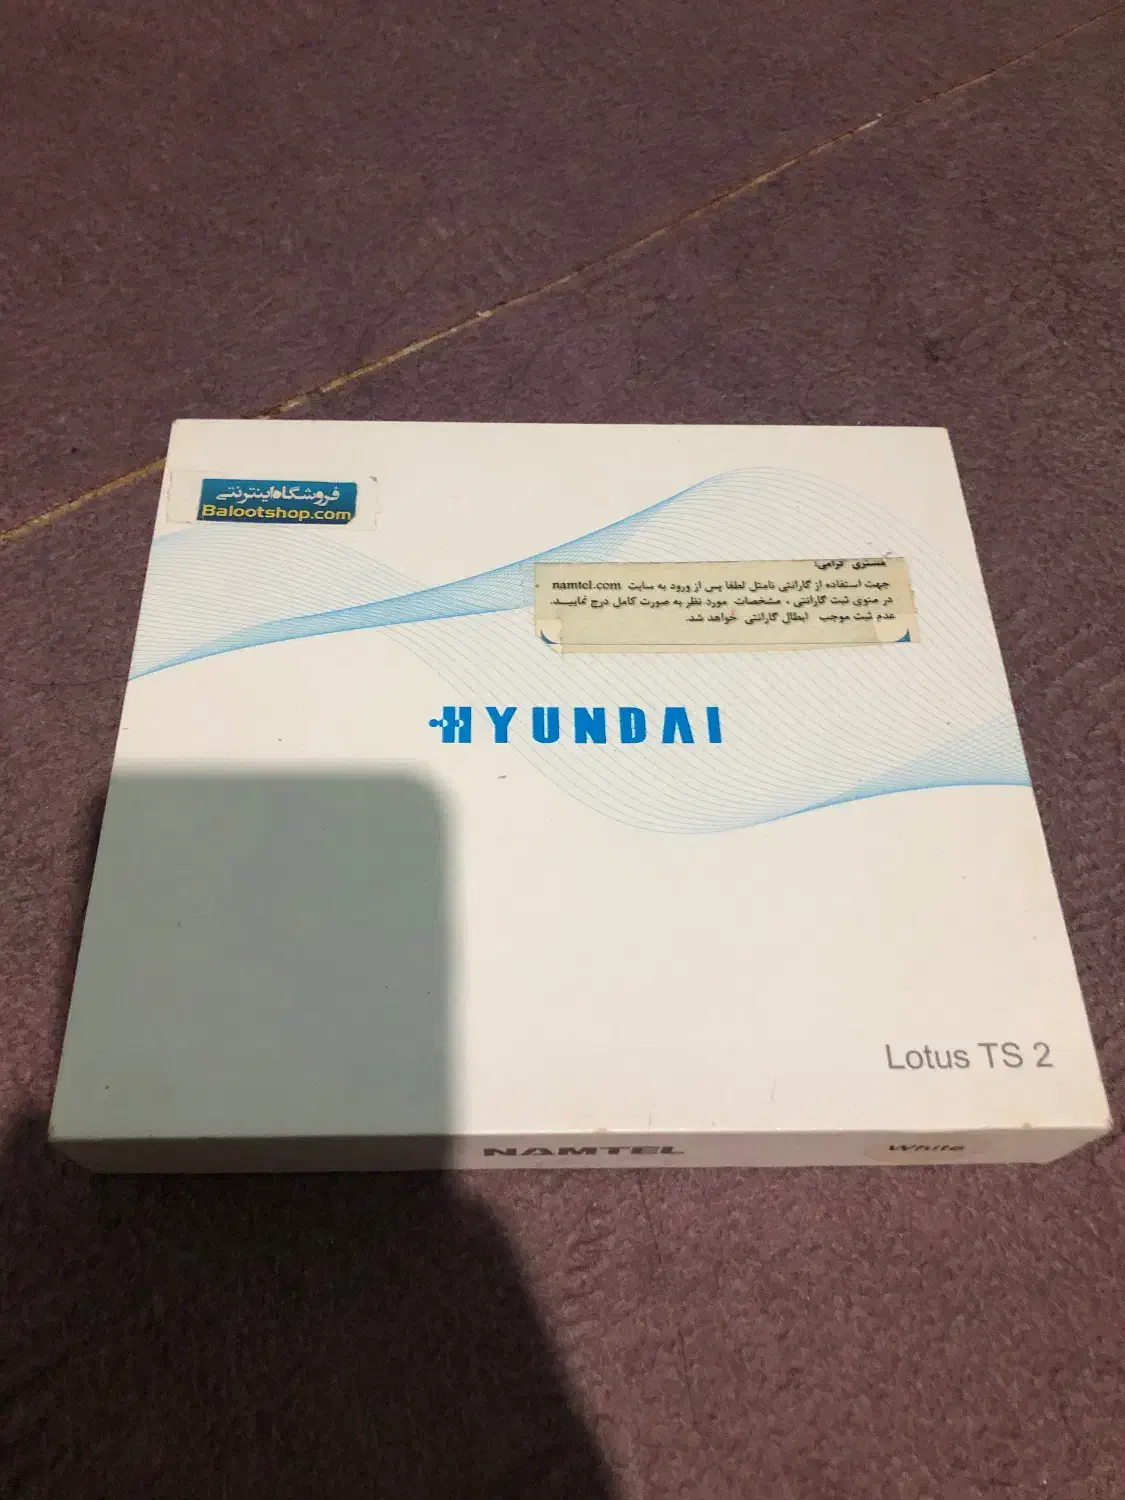 فروشگاه اینترنتی
Balootshop.com
مشتری گرامی:
جهت استفاده از گارانتی نامتل لطفا پس از ورود به سایت namtel.com
در منوی ثبت گارانتی ، مشخصات مورد نظر به صورت کامل درج نمایید.
عدم ثبت موجب ابطال گارانتی خواهد شد.
HYUNDAI
Lotus TS 2
NAMTEL
White